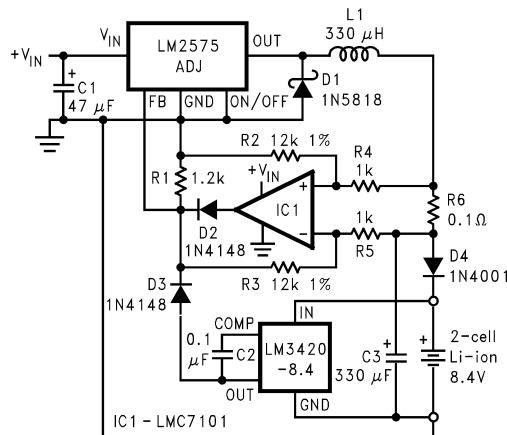 L1
330 μH
+VIN
VIN
LM2575
ADJ
OUT
+
C1
47 μF
FB
GND
ON/OFF
D1
1N5818
R2 12k 1%
R4
1k
R1
1.2k
+VIN
+
IC1
−
R6
0.1Ω
D2
1N4148
1k
R5
D4
1N4001
D3
1N4148
R3 12k 1%
IN
COMP
0.1
μF
C2
LM3420
-8.4
OUT
GND
+
C3
330 μF
+
2-cell
Li-ion
8.4V
IC1-LMC7101